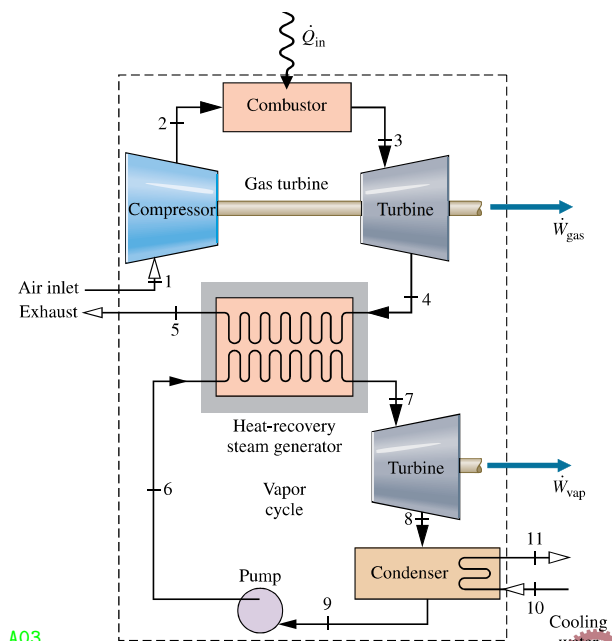 Q̇in
Combustor
2
3
Gas turbine
Compressor
Turbine
Ẇgas
1
Air inlet
4
Exhaust
5
7
Heat-recovery
steam generator
Turbine
6
Vapor
cycle
Ẇvap
8
11
Condenser
Pump
10
9
Cooling
A03